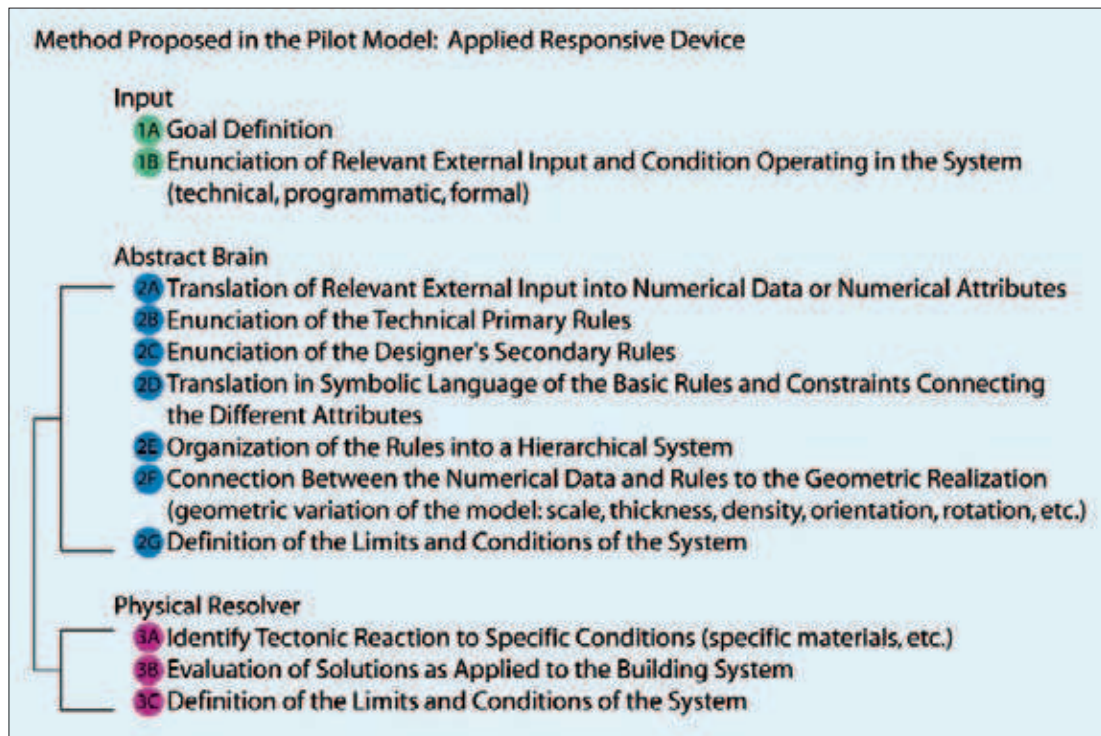 Method Proposed in the Pilot Model: Applied Responsive Device
Input
1A Goal Definition
1B Enunciation of Relevant External Input and Condition Operating in the System
(technical, programmatic, formal)
Abstract Brain
2A Translation of Relevant External Input into Numerical Data or Numerical Attributes
2B Enunciation of the Technical Primary Rules
2C Enunciation of the Designer's Secondary Rules
2D Translation in Symbolic Language of the Basic Rules and Constraints Connecting
the Different Attributes
2E Organization of the Rules into a Hierarchical System
2F Connection Between the Numerical Data and Rules to the Geometric Realization
(geometric variation of the model: scale, thickness, density, orientation, rotation, etc.)
2G Definition of the Limits and Conditions of the System
Physical Resolver
3A Identify Tectonic Reaction to Specific Conditions (specific materials, etc.)
3B Evaluation of Solutions as Applied to the Building System
3C Definition of the Limits and Conditions of the System